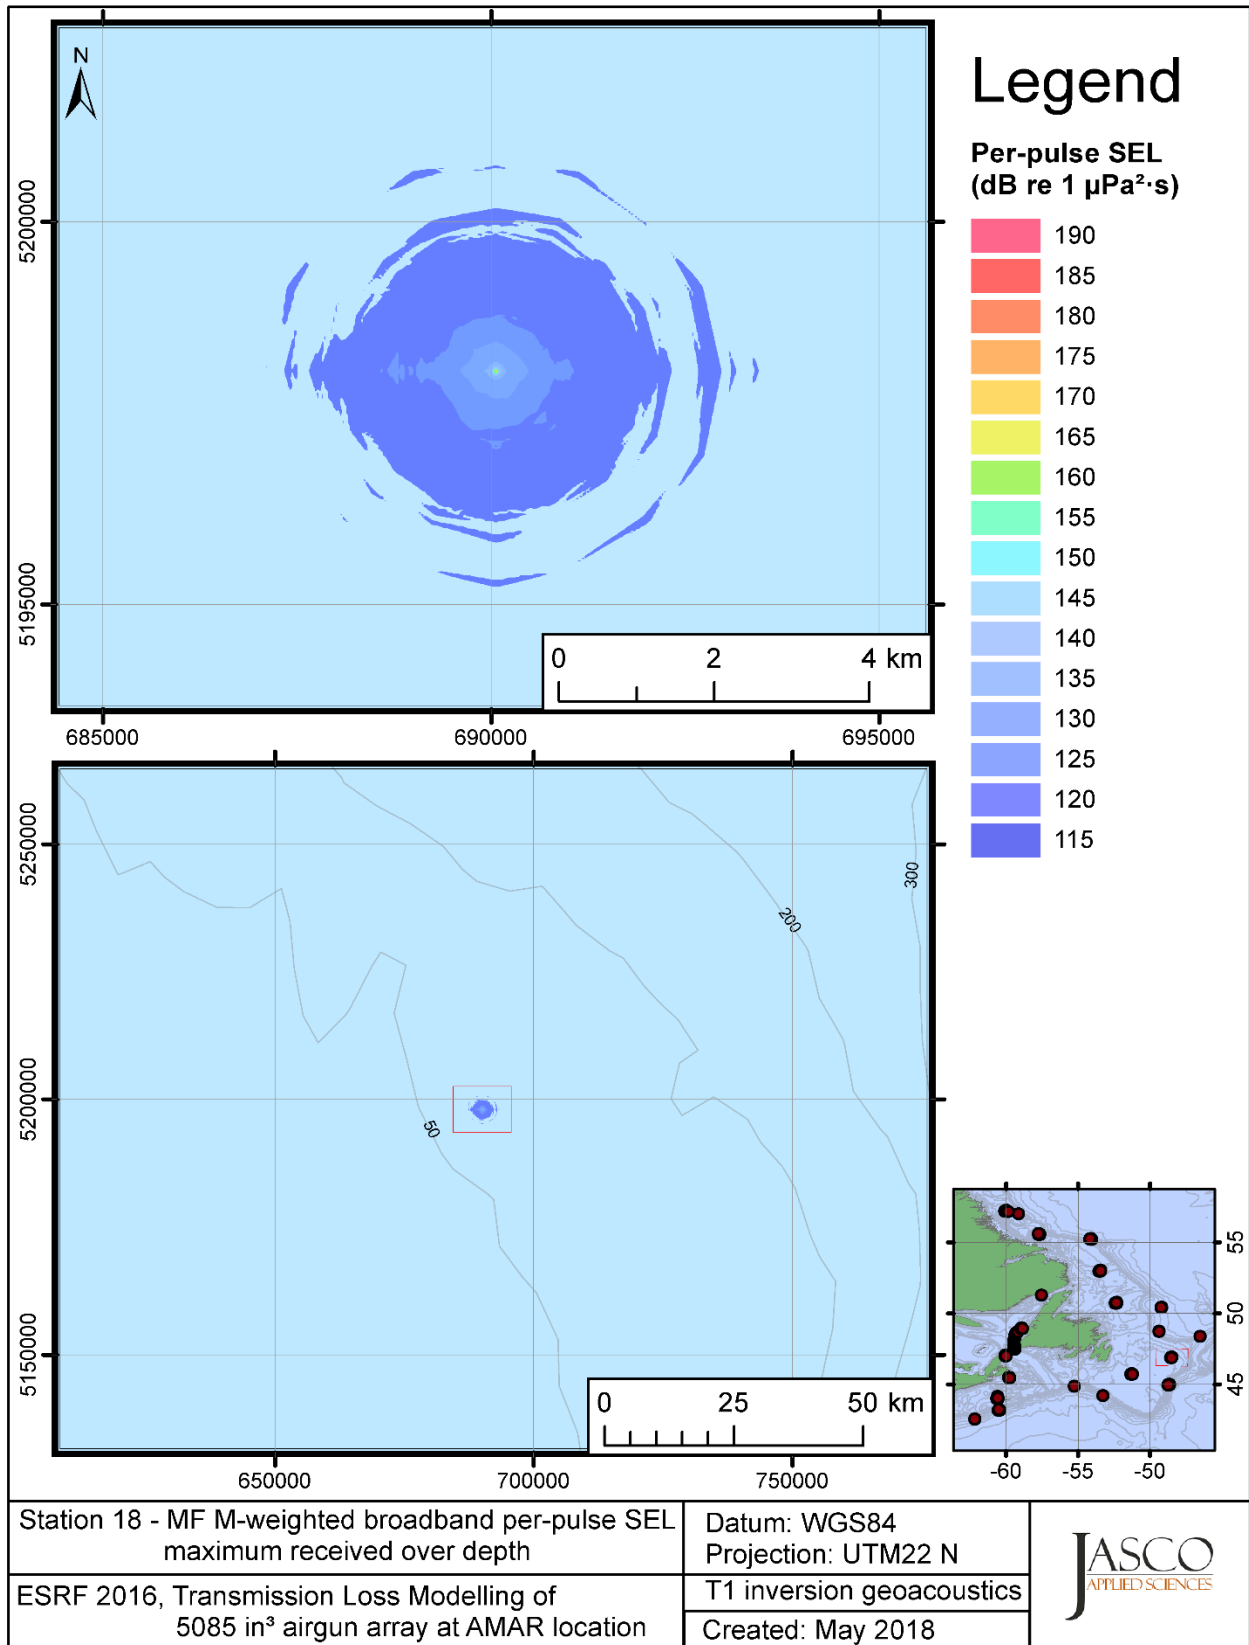 N
5200000
5195000
0 2 4 km
685000 690000 695000
Legend
Per-pulse SEL
(dB re 1 µPa²·s)
190
185
180
175
170
165
160
155
150
145
140
135
130
125
120
115
5250000
5200000
5150000
50
200
300
0 25 50 km
650000 700000 750000
55
50
45
-60 -55 -50
Station 18 - MF M-weighted broadband per-pulse SEL
maximum received over depth
ESRF 2016, Transmission Loss Modelling of
5085 in³ airgun array at AMAR location
Datum: WGS84
Projection: UTM22 N
T1 inversion geoacoustics
Created: May 2018
JASCO
APPLIED SCIENCES